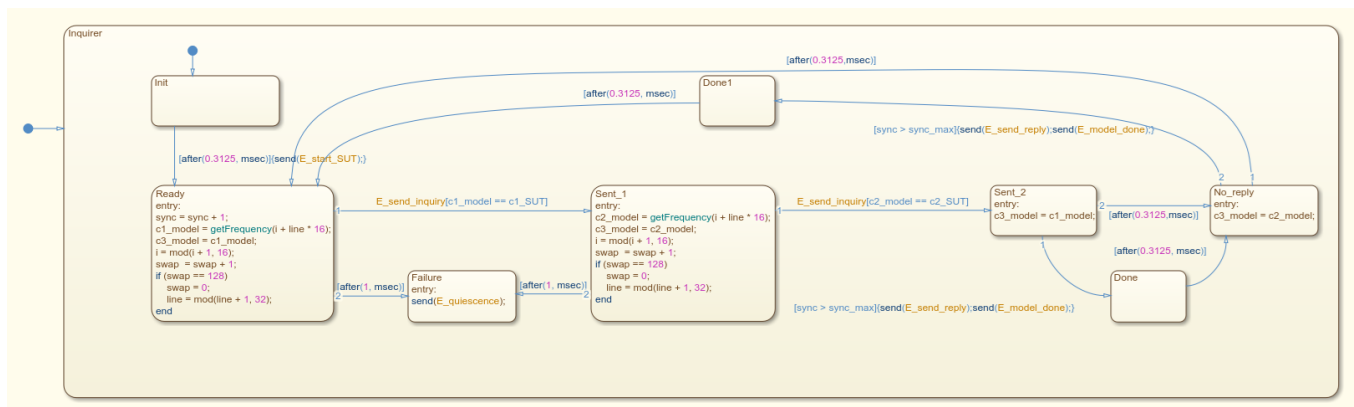 Inquirer
[after(0.3125,msec)]
Init
Done1
[after(0.3125, msec)]
[sync > sync_max]{send(E_send_reply);send(E_model_done);}
[after(0.3125, msec)]{send(E_start_SUT);}
2
1
Ready
entry:
sync = sync + 1;
c1_model = getFrequency(i + line * 16);
c3_model = c1_model;
i = mod(i + 1, 16);
swap  = swap + 1;
if (swap == 128)
swap = 0;
line = mod(line + 1, 32);
end
1
E_send_inquiry[c1_model == c1_SUT]
2
[after(1, msec)]
Failure
entry:
send(E_quiescence);
[after(1, msec)]
2
Sent_1
entry:
c2_model = getFrequency(i + line * 16);
c3_model = c2_model;
i = mod(i + 1, 16);
swap  = swap + 1;
if (swap == 128)
swap = 0;
line = mod(line + 1, 32);
end
1
E_send_inquiry[c2_model == c2_SUT]
Sent_2
entry:
c3_model = c1_model;
2
[after(0.3125,msec)]
1
No_reply
entry:
c3_model = c2_model;
[after(0.3125, msec)]
Done
[sync > sync_max]{send(E_send_reply);send(E_model_done);}